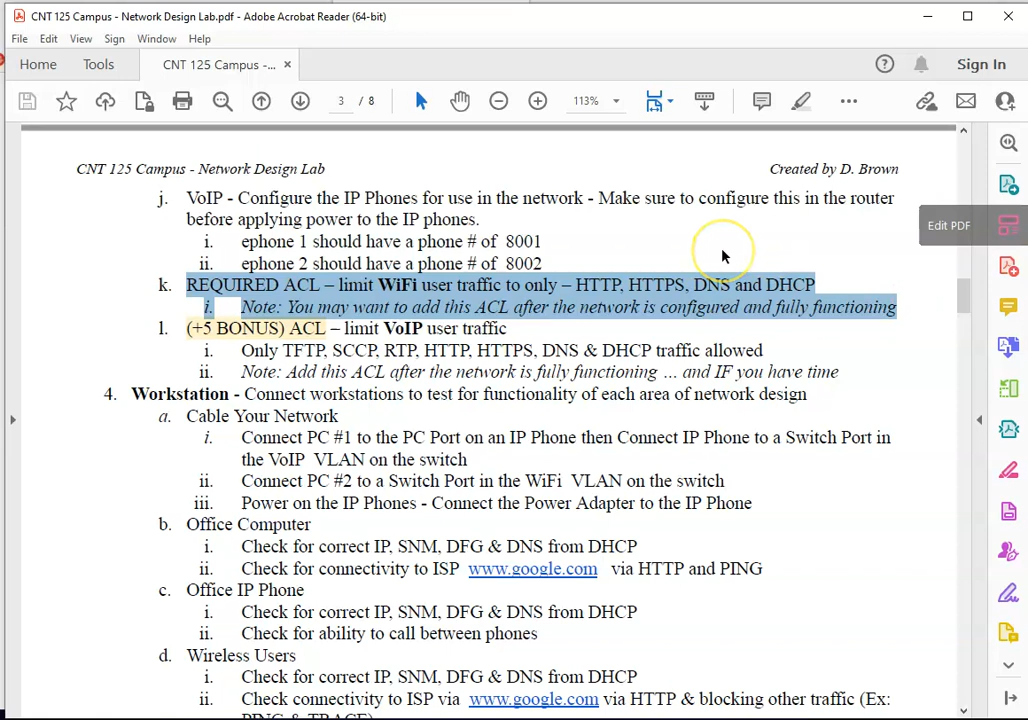 CNT 125 Campus - Network Design Lab.pdf - Adobe Acrobat Reader (64-bit)
File Edit View Sign Window Help
Home Tools CNT 125 Campus -... × Sign In
3 / 8 113%
CNT 125 Campus - Network Design Lab Created by D. Brown
j. VoIP - Configure the IP Phones for use in the network - Make sure to configure this in the router
before applying power to the IP phones.
i. ephone 1 should have a phone # of 8001
ii. ephone 2 should have a phone # of 8002
Edit PDF
k. REQUIRED ACL – limit WiFi user traffic to only – HTTP, HTTPS, DNS and DHCP
i. Note: You may want to add this ACL after the network is configured and fully functioning
l. (+5 BONUS) ACL – limit VoIP user traffic
i. Only TFTP, SCCP, RTP, HTTP, HTTPS, DNS & DHCP traffic allowed
ii. Note: Add this ACL after the network is fully functioning … and IF you have time
4. Workstation - Connect workstations to test for functionality of each area of network design
a. Cable Your Network
i. Connect PC #1 to the PC Port on an IP Phone then Connect IP Phone to a Switch Port in
the VoIP VLAN on the switch
ii. Connect PC #2 to a Switch Port in the WiFi VLAN on the switch
iii. Power on the IP Phones - Connect the Power Adapter to the IP Phone
b. Office Computer
i. Check for correct IP, SNM, DFG & DNS from DHCP
ii. Check for connectivity to ISP www.google.com via HTTP and PING
c. Office IP Phone
i. Check for correct IP, SNM, DFG & DNS from DHCP
ii. Check for ability to call between phones
d. Wireless Users
i. Check for correct IP, SNM, DFG & DNS from DHCP
ii. Check connectivity to ISP via www.google.com via HTTP & blocking other traffic (Ex:
PING & TRACE)